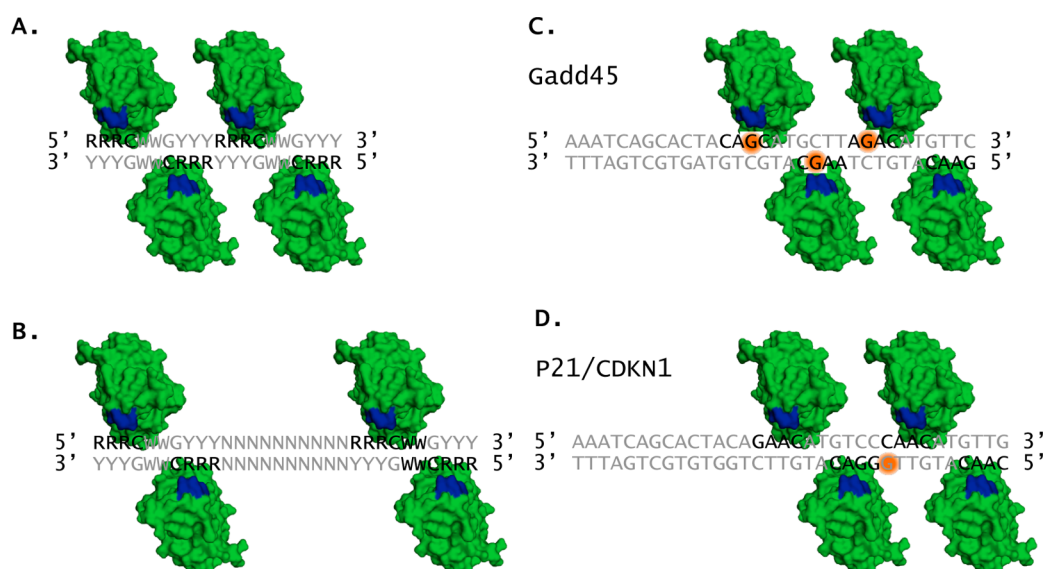 A.
5’ RRRCWWGYYYRRRCWWGYYY 3’
3’ YYYGWWCRRRYYYGWWCRRR 5’
B.
5’ RRRCWWGYYYNNNNNNNNNNRRRCWWGYYY 3’
3’ YYYGWWCRRRNNNNNNNNNNYYYGWWCRRR 5’
C.
Gadd45
5’ AAATCAGCACTACAGCATGCTTAGACATGTTC 3’
3’ TTTAGTCGTGATGTCGTACGAATCTGTACAAG 5’
D.
P21/CDKN1
5’ AAATCAGCACTACAGAACATGTCCCAACATGTTG 3’
3’ TTTAGTCGTGTGGTCTTGTACAGGGTTGTACAAC 5’